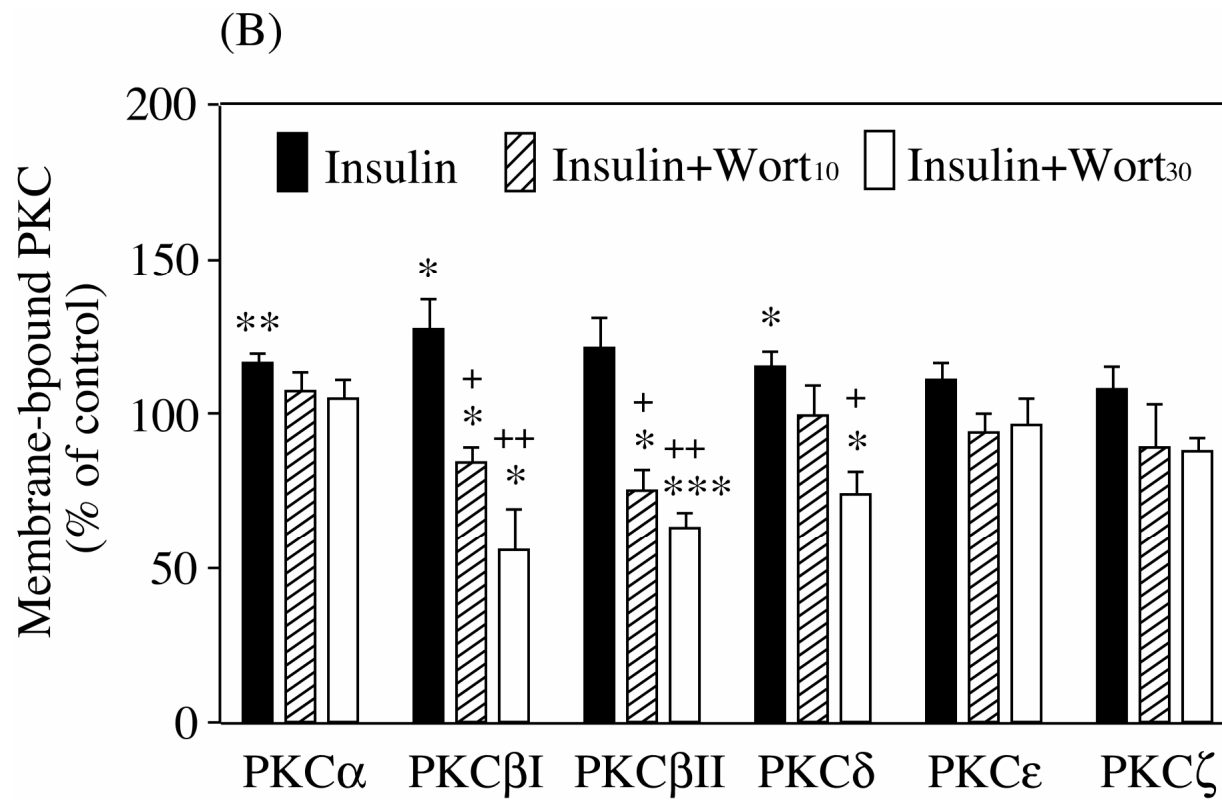 (B)
200
Insulin Insulin+Wort10 Insulin+Wort30
Membrane-bpound PKC
(% of control)
150
*
** *
+ + +
100
* ++ * ++ *
* ***
50
0
PKCα PKCβI PKCβII PKCδ PKCε PKCζ